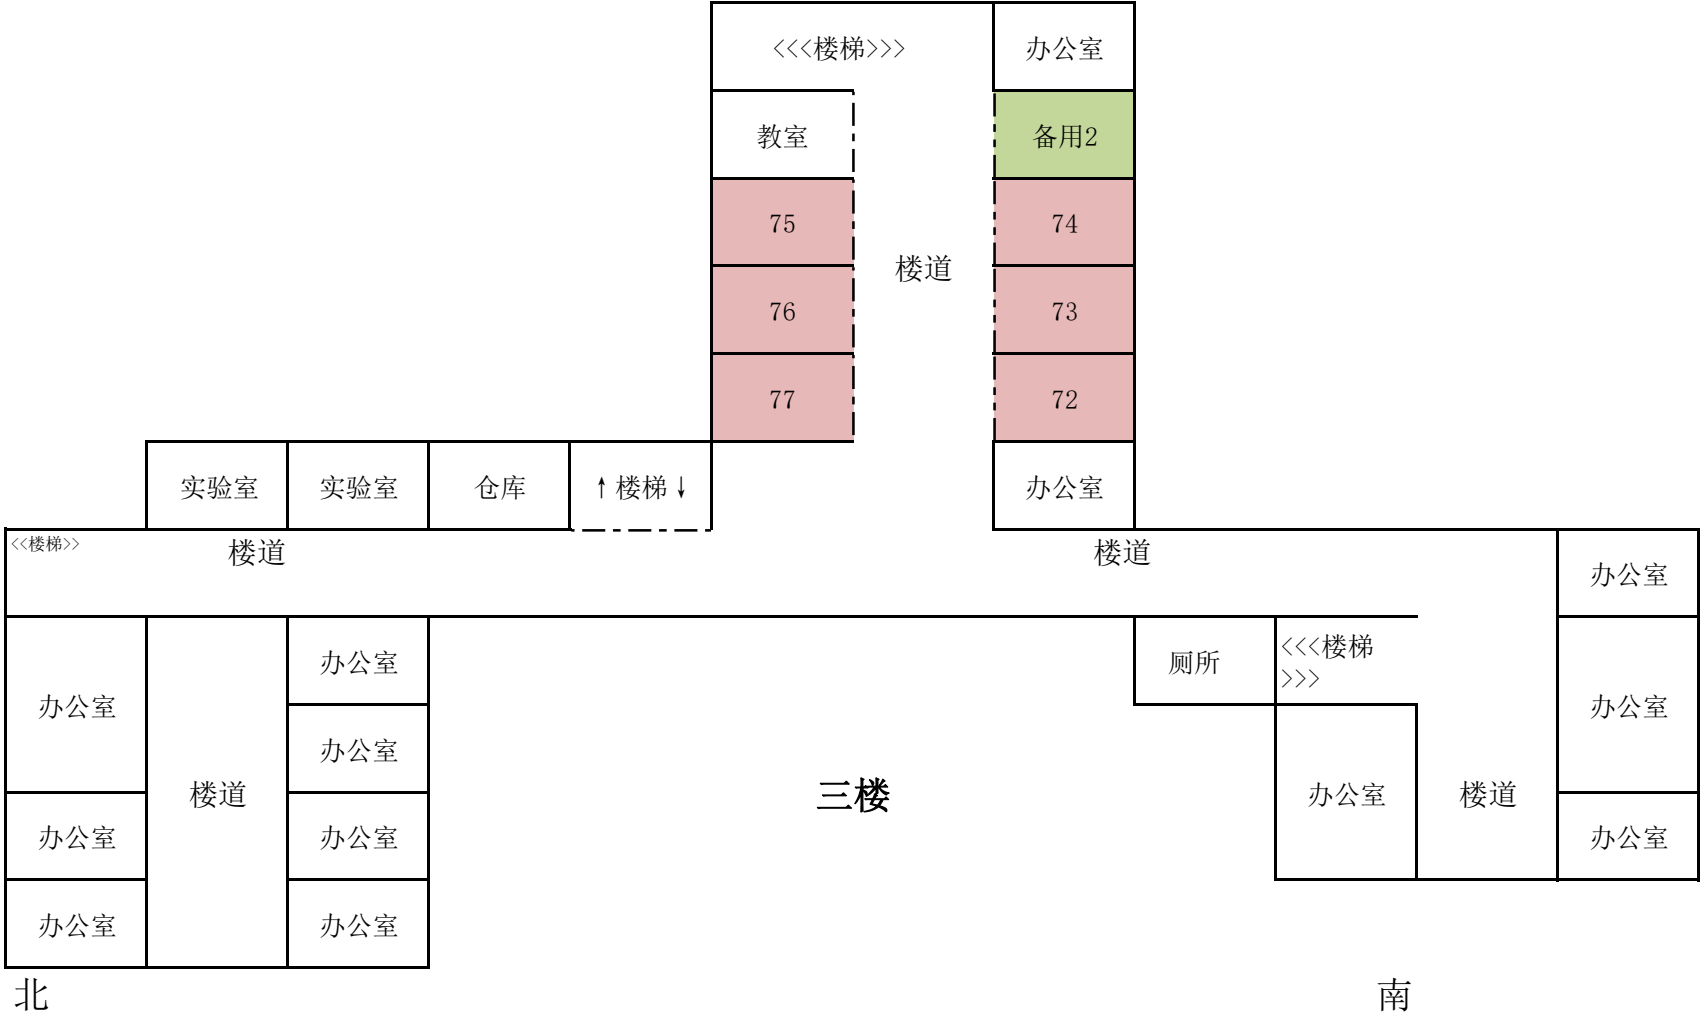 <<<楼梯>>> 办公室
教室 备用2
75 74
楼道
76 73
77 72
实验室 实验室 仓库 ↑楼梯↓ 办公室
<<楼梯>> 楼道 楼道
办公室
办公室 厕所 <<<楼梯
>>>
办公室 办公室
办公室
楼道 三楼 办公室 楼道
办公室 办公室 办公室
办公室 办公室
北 南